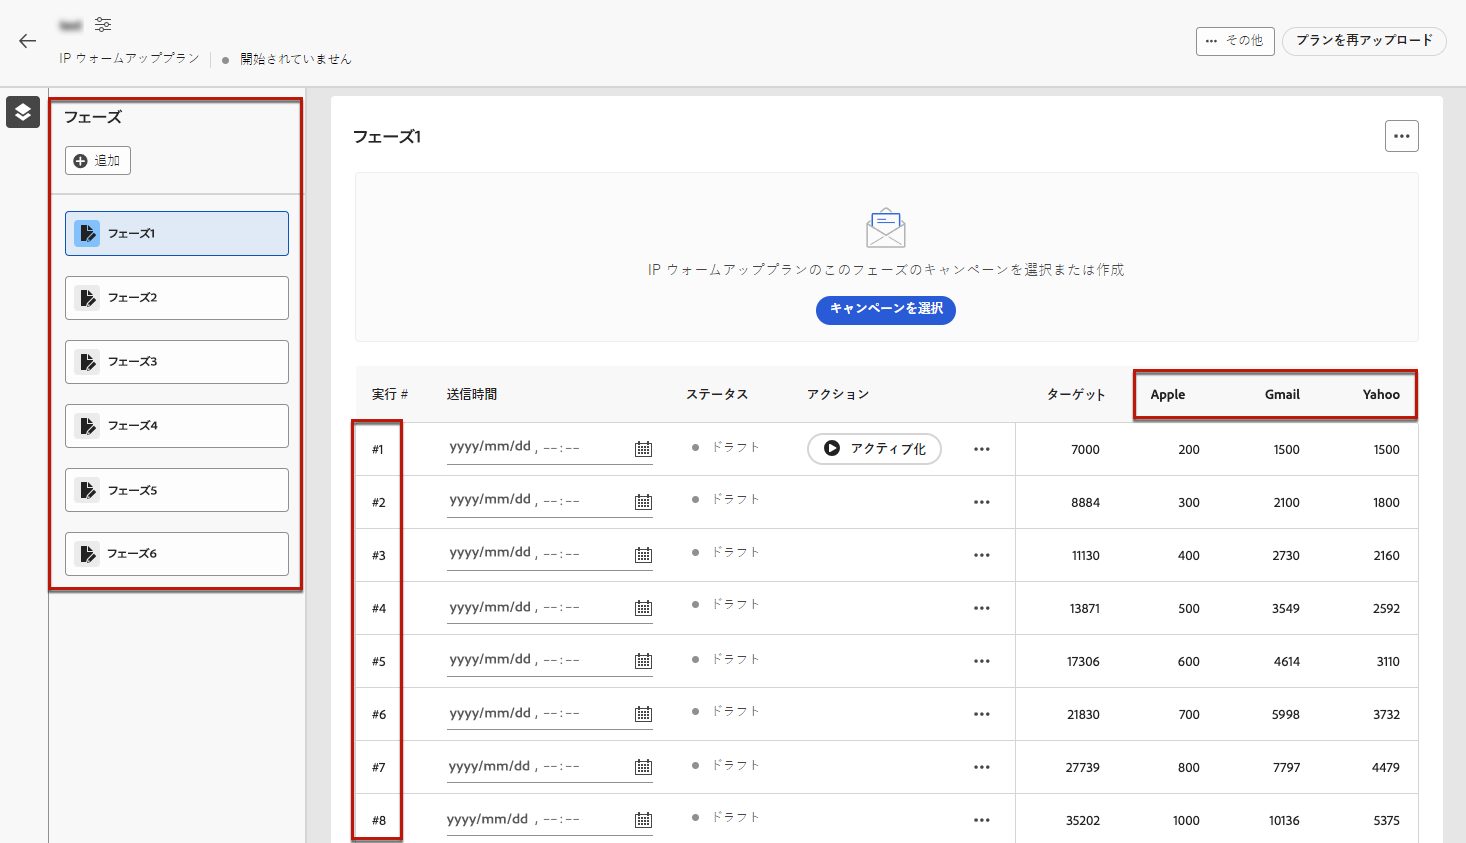 IP ウォームアッププラン
開始されていません
••• その他
プランを再アップロード
フェーズ
追加
フェーズ1
フェーズ2
フェーズ3
フェーズ4
フェーズ5
フェーズ6
フェーズ1
IP ウォームアッププランのこのフェーズのキャンペーンを選択または作成
キャンペーンを選択
実行 # 送信時間 ステータス アクション ターゲット Apple Gmail Yahoo
#1 yyyy/mm/dd , --:-- ドラフト アクティブ化 7000 200 1500 1500
#2 yyyy/mm/dd , --:-- ドラフト 8884 300 2100 1800
#3 yyyy/mm/dd , --:-- ドラフト 11130 400 2730 2160
#4 yyyy/mm/dd , --:-- ドラフト 13871 500 3549 2592
#5 yyyy/mm/dd , --:-- ドラフト 17306 600 4614 3110
#6 yyyy/mm/dd , --:-- ドラフト 21830 700 5998 3732
#7 yyyy/mm/dd , --:-- ドラフト 27739 800 7797 4479
#8 yyyy/mm/dd , --:-- ドラフト 35202 1000 10136 5375